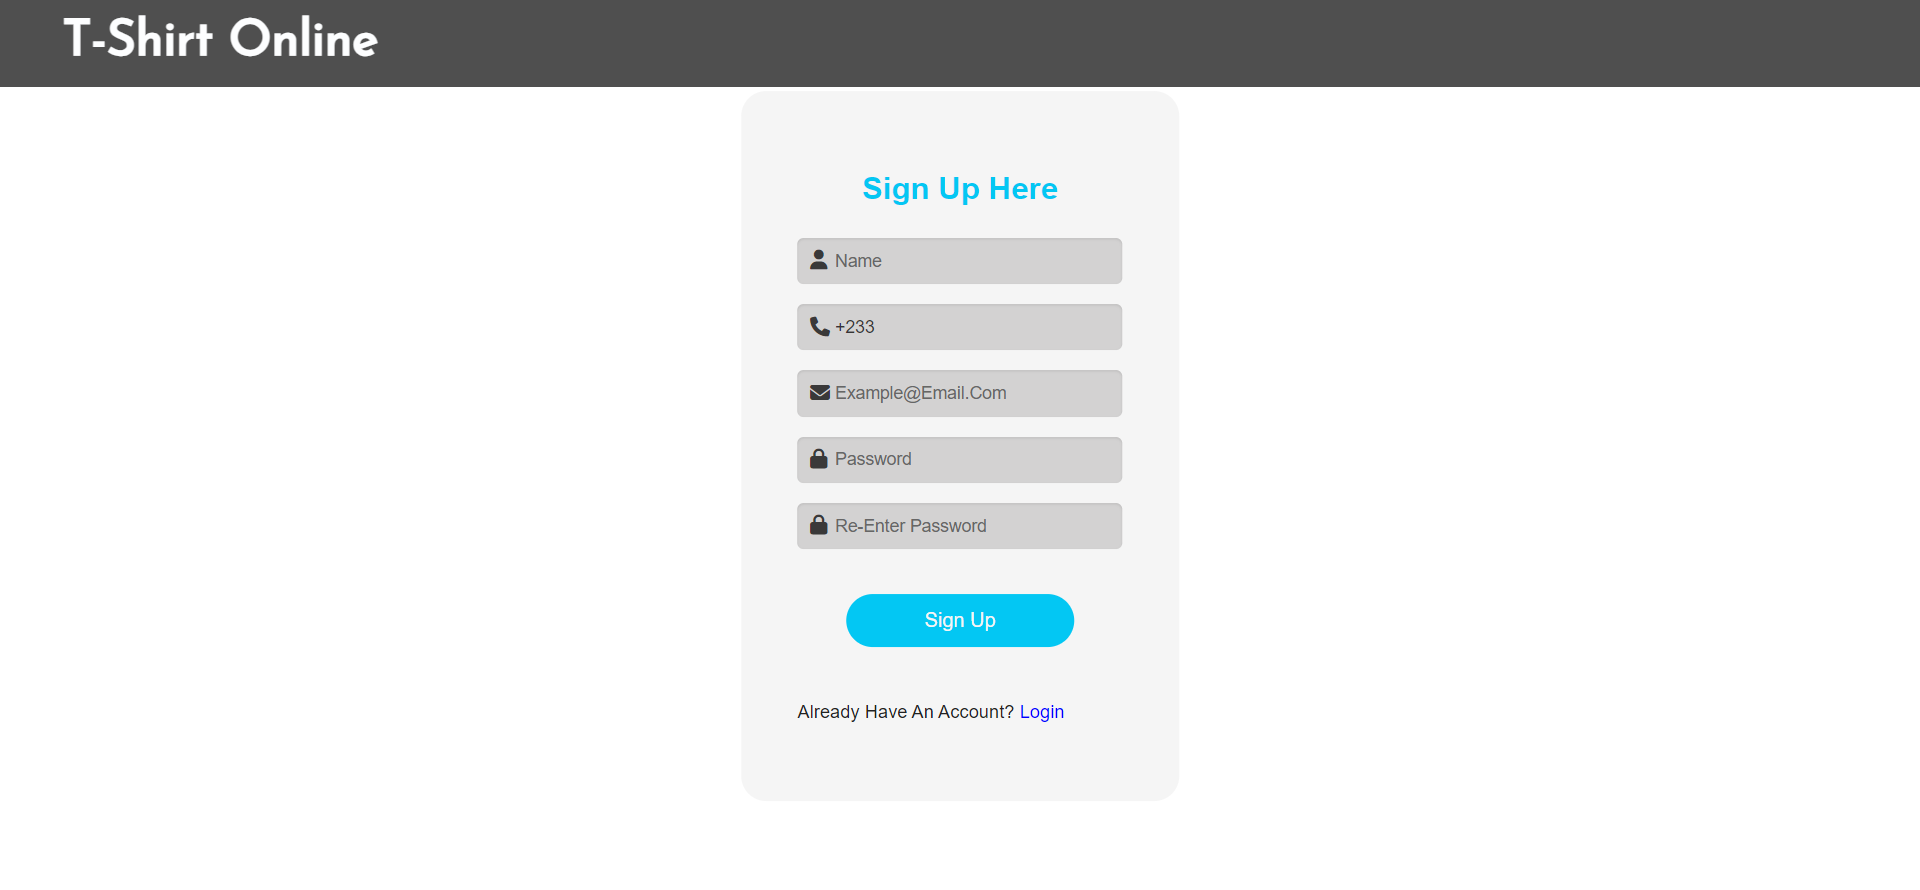 T-Shirt Online
Sign Up Here
Name
+233
Example@Email.Com
Password
Re-Enter Password
Sign Up
Already Have An Account? Login